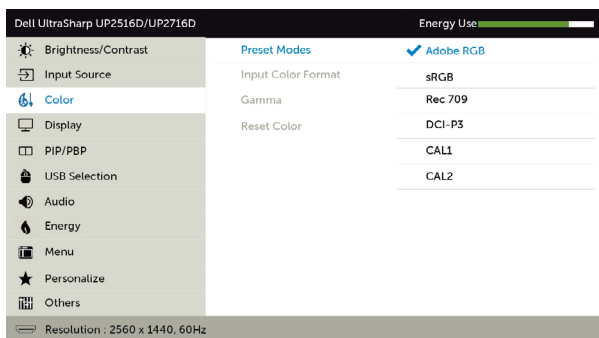 Dell UltraSharp UP2516D/UP2716D Energy Use
Brightness/Contrast Preset Modes Adobe RGB
Input Source Input Color Format sRGB
Color Gamma Rec 709
Display Reset Color DCI-P3
PIP/PBP CAL1
USB Selection CAL2
Audio
Energy
Menu
Personalize
Others
Resolution : 2560 x 1440, 60Hz